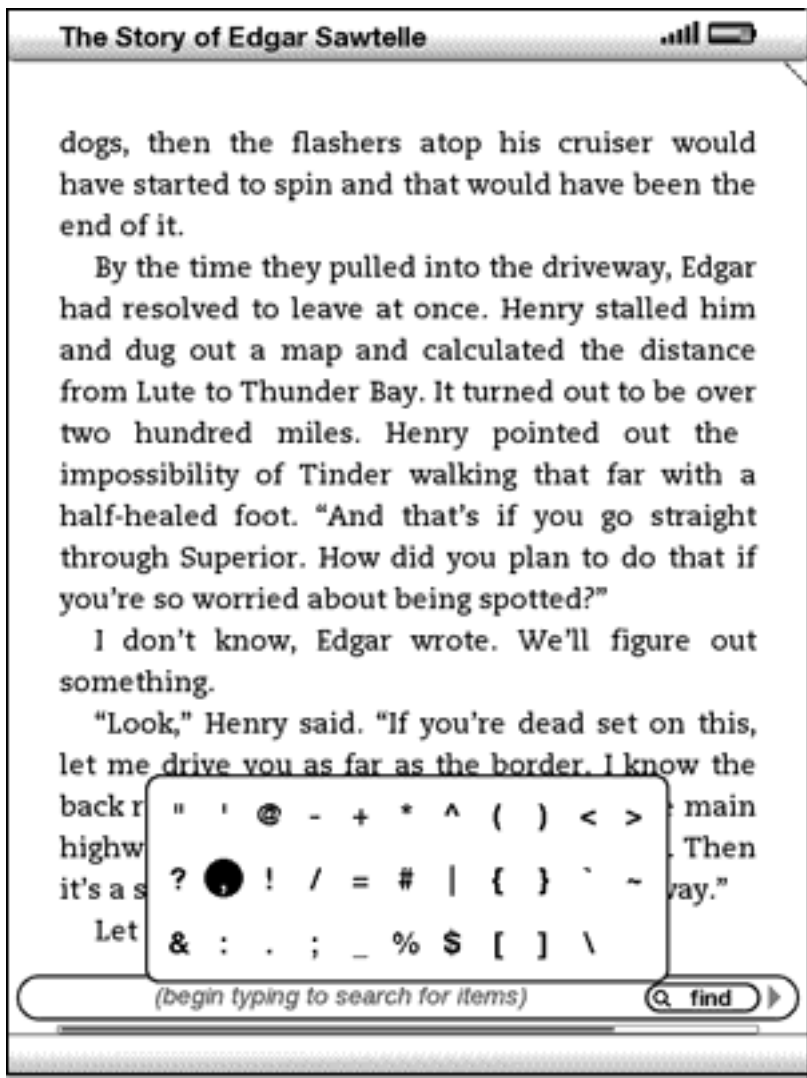 The Story of Edgar Sawtelle
dogs, then the flashers atop his cruiser would
have started to spin and that would have been the
end of it.
By the time they pulled into the driveway, Edgar
had resolved to leave at once. Henry stalled him
and dug out a map and calculated the distance
from Lute to Thunder Bay. It turned out to be over
two hundred miles. Henry pointed out the
impossibility of Tinder walking that far with a
half-healed foot. “And that’s if you go straight
through Superior. How did you plan to do that if
you’re so worried about being spotted?”
I don’t know, Edgar wrote. We’ll figure out
something.
“Look,” Henry said. “If you’re dead set on this,
let me drive you as far as the border. I know the
back main
Then
it’s a
Let
" ' @ - + * ^ ( ) < >
? , ! / = # | { } ` ~
& : . ; _ % $ [ ] \
(begin typing to search for items) find